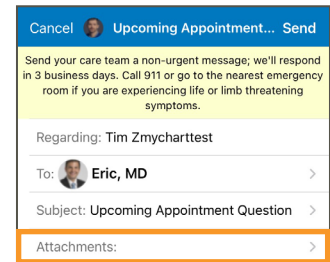 Cancel Upcoming Appointment... Send
Send your care team a non-urgent message; we'll respond
in 3 business days. Call 911 or go to the nearest emergency
room if you are experiencing life or limb threatening
symptoms.
Regarding: Tim Zmycharttest
To: Eric, MD
Subject: Upcoming Appointment Question
Attachments: